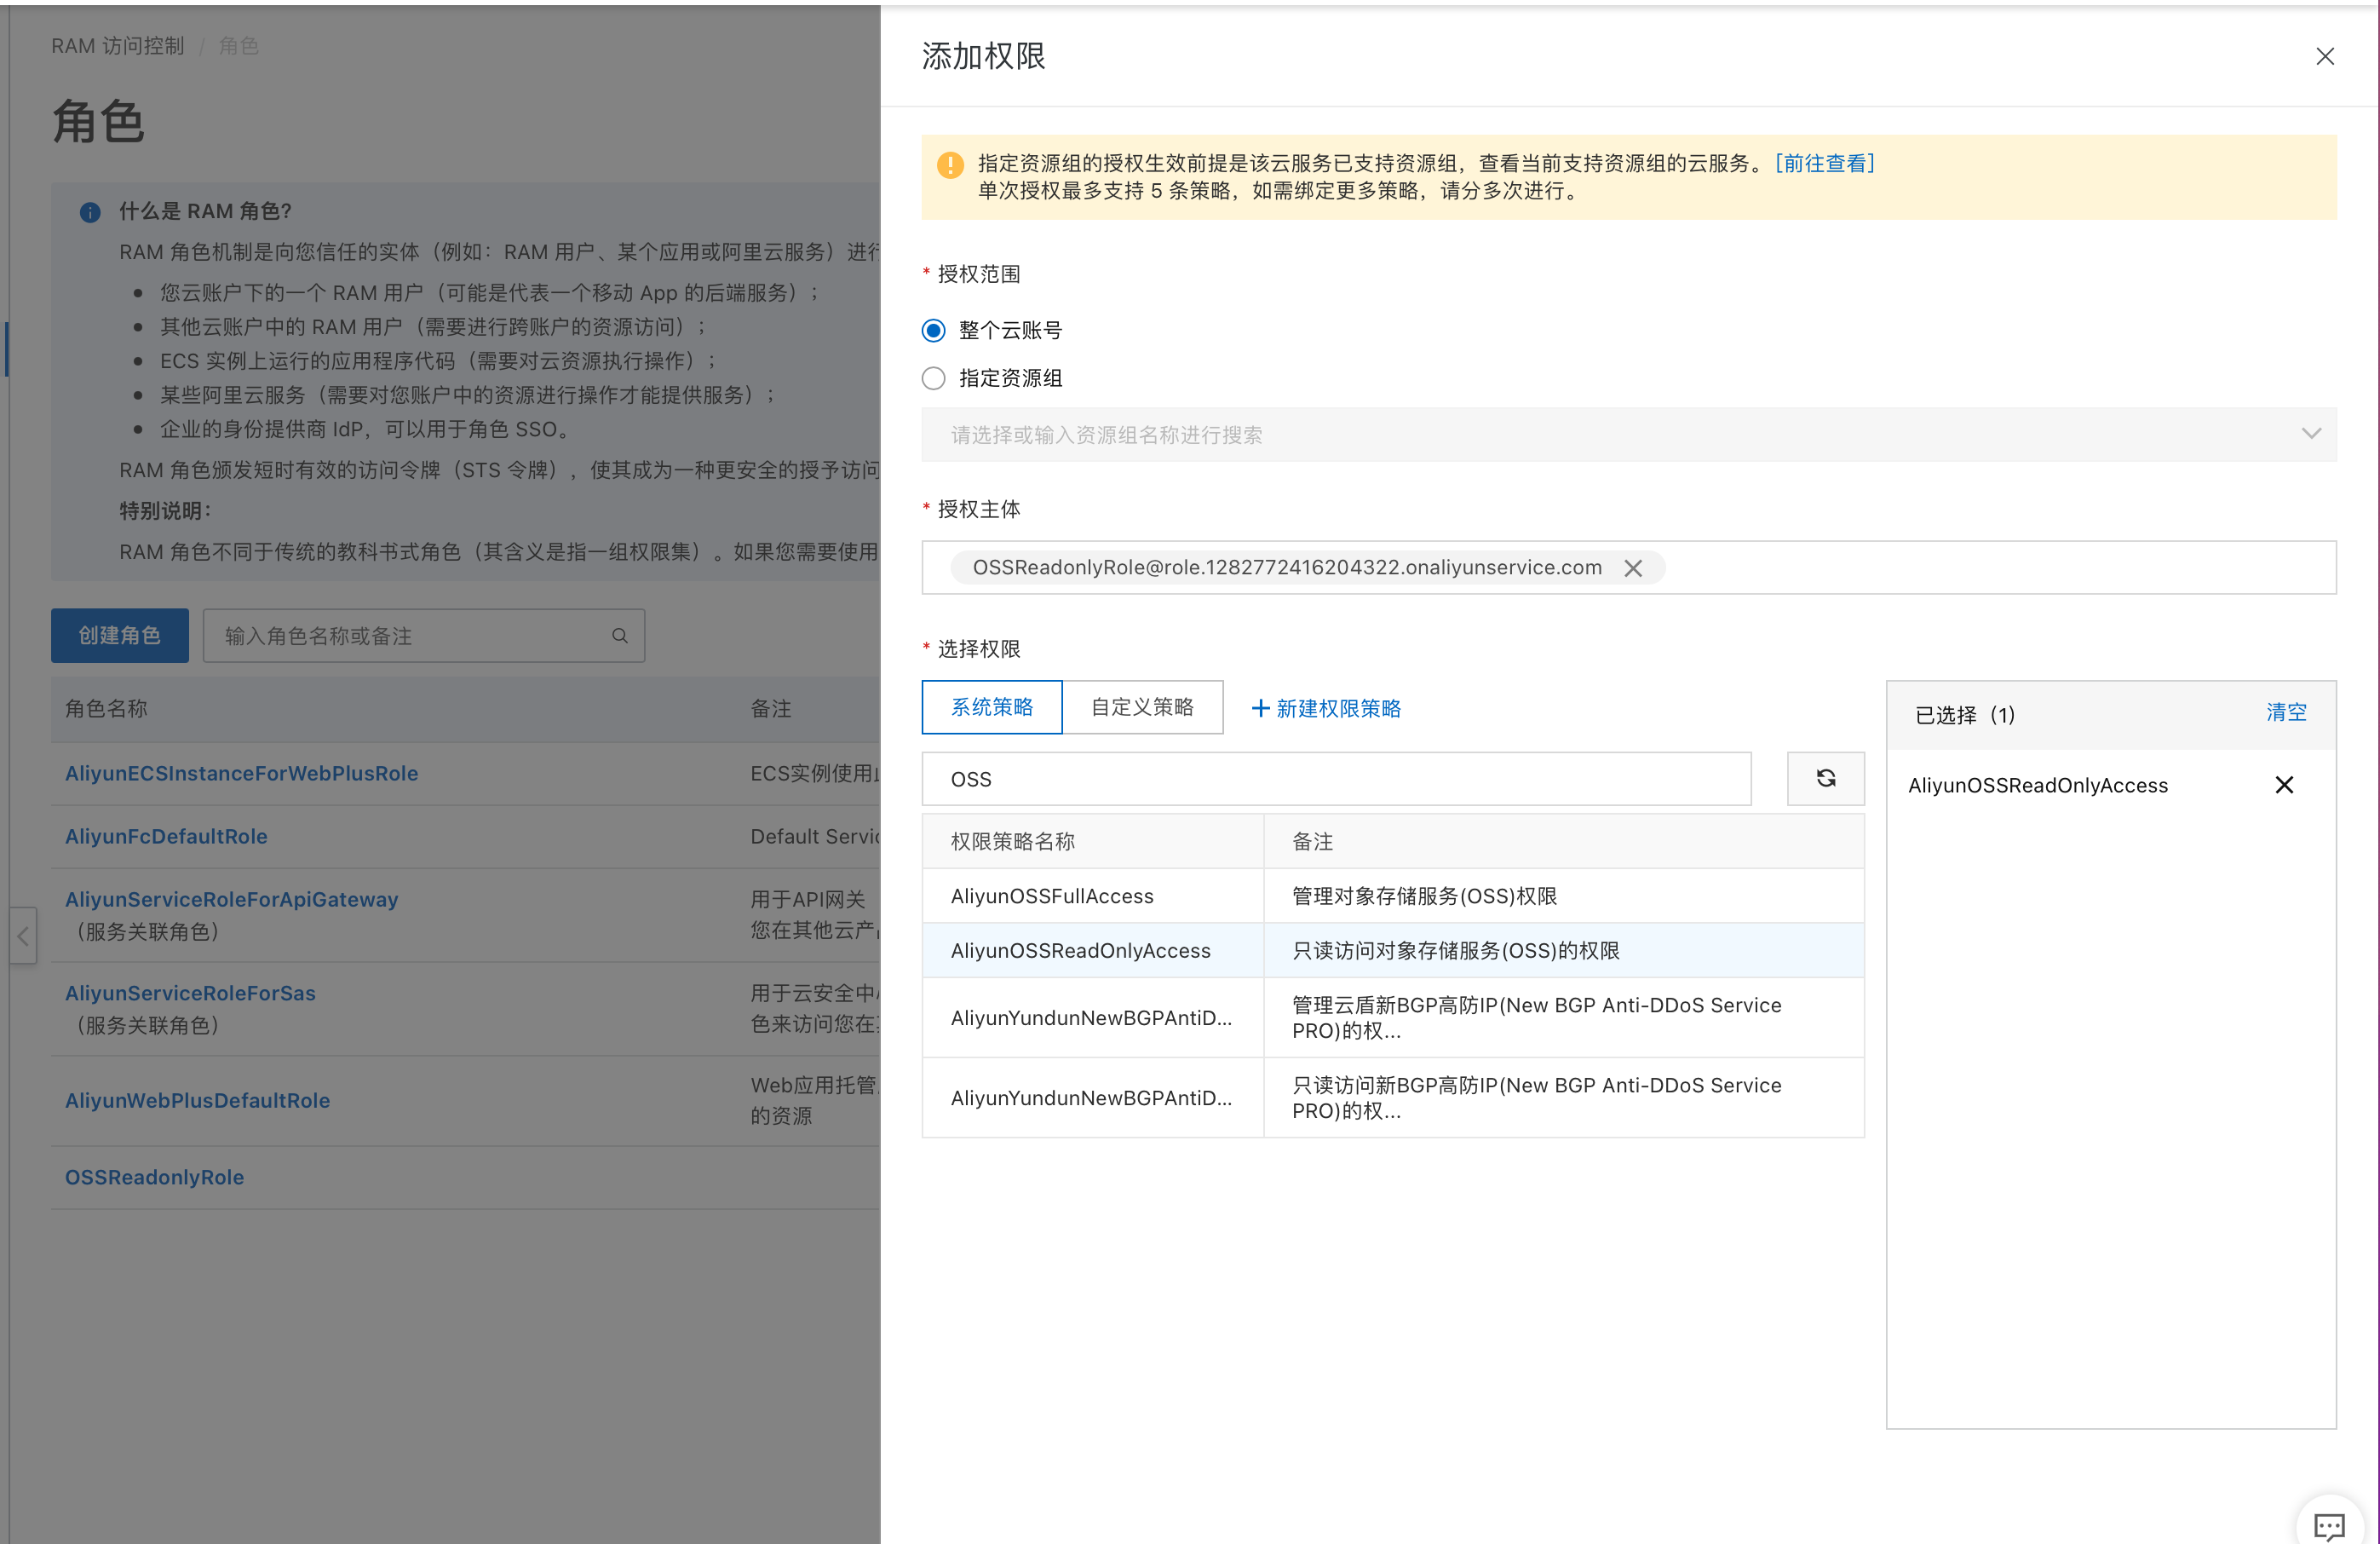 RAM 访问控制 / 角色
角色
什么是 RAM 角色?
RAM 角色机制是向您信任的实体（例如：RAM 用户、某个应用或阿里云服务）进行
您云账户下的一个 RAM 用户（可能是代表一个移动 App 的后端服务）；
其他云账户中的 RAM 用户（需要进行跨账户的资源访问）；
ECS 实例上运行的应用程序代码（需要对云资源执行操作）；
某些阿里云服务（需要对您账户中的资源进行操作才能提供服务）；
企业的身份提供商 IdP，可以用于角色 SSO。
RAM 角色颁发短时有效的访问令牌（STS 令牌），使其成为一种更安全的授予访问
特别说明：
RAM 角色不同于传统的教科书式角色（其含义是指一组权限集）。如果您需要使用
创建角色
输入角色名称或备注
角色名称
备注
AliyunECSInstanceForWebPlusRole
ECS实例使用
AliyunFcDefaultRole
Default Servic
AliyunServiceRoleForApiGateway
（服务关联角色）
用于API网关
您在其他云产
AliyunServiceRoleForSas
（服务关联角色）
用于云安全中
色来访问您在
AliyunWebPlusDefaultRole
Web应用托管
的资源
OSSReadonlyRole
添加权限
指定资源组的授权生效前提是该云服务已支持资源组，查看当前支持资源组的云服务。[前往查看]
单次授权最多支持 5 条策略，如需绑定更多策略，请分多次进行。
* 授权范围
整个云账号
指定资源组
请选择或输入资源组名称进行搜索
* 授权主体
OSSReadonlyRole@role.1282772416204322.onaliyunservice.com
* 选择权限
系统策略
自定义策略
+ 新建权限策略
OSS
权限策略名称
备注
AliyunOSSFullAccess
管理对象存储服务(OSS)权限
AliyunOSSReadOnlyAccess
只读访问对象存储服务(OSS)的权限
AliyunYundunNewBGPAntiD...
管理云盾新BGP高防IP(New BGP Anti-DDoS Service
PRO)的权...
AliyunYundunNewBGPAntiD...
只读访问新BGP高防IP(New BGP Anti-DDoS Service
PRO)的权...
已选择（1）
清空
AliyunOSSReadOnlyAccess